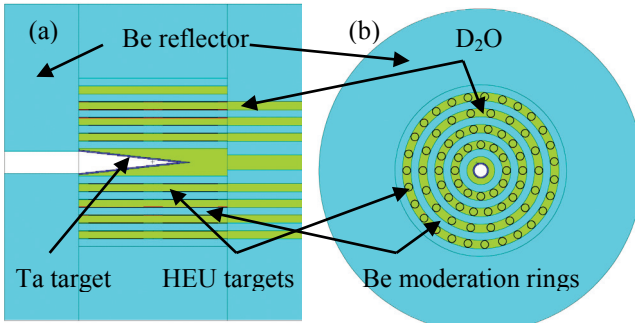 (a)
Be reflector
(b)
D₂O
Ta target
HEU targets
Be moderation rings